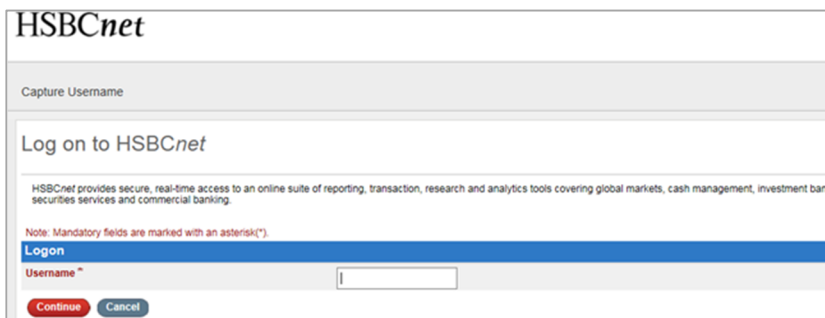 HSBCnet
Capture Username
Log on to HSBCnet
HSBCnet provides secure, real-time access to an online suite of reporting, transaction, research and analytics tools covering global markets, cash management, investment
securities services and commercial banking.
Note: Mandatory fields are marked with an asterisk(*).
Logon
Username *
Continue Cancel